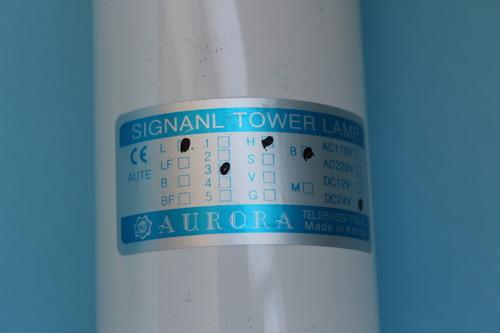 SIGNANL TOWER LAMP
CE L 1 H B AC110V
LF 2 S AC220V
AUTE 3
B 4 V M DC12V
BF 5 G DC24V
AURORA
Made in Korea